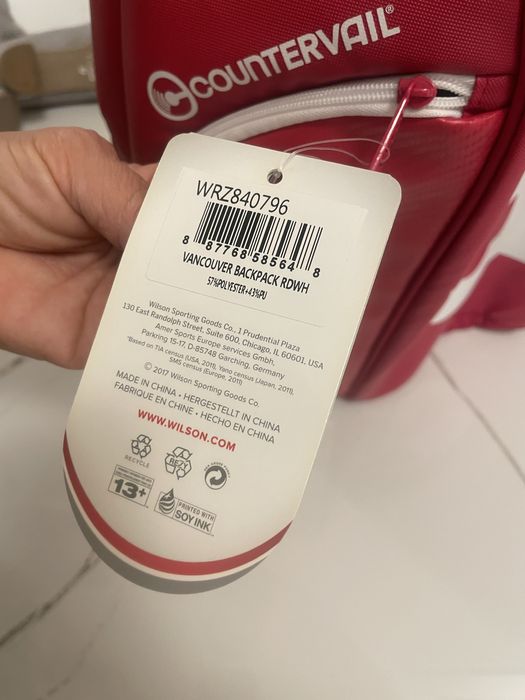 COUNTERVAIL®
WRZ840796
8 87768 58564 8
VANCOUVER BACKPACK RDWH
57%POLYESTER+43%PU
Wilson Sporting Goods Co., 1 Prudential Plaza
130 East Randolph Street, Suite 600, Chicago, IL 60601, USA
Amer Sports Europe services Gmbh,
Parkring 15-17, D-85748 Garching, Germany
*Based on TIA census (USA, 2011), Yano census (Japan, 2011),
SMS census (Europe, 2011)
© 2017 Wilson Sporting Goods Co.
MADE IN CHINA • HERGESTELLT IN CHINA
FABRIQUE EN CHINE • HECHO EN CHINA
WWW.WILSON.COM
RECYCLE
REZY
13+
PRINTED WITH
SOY INK™